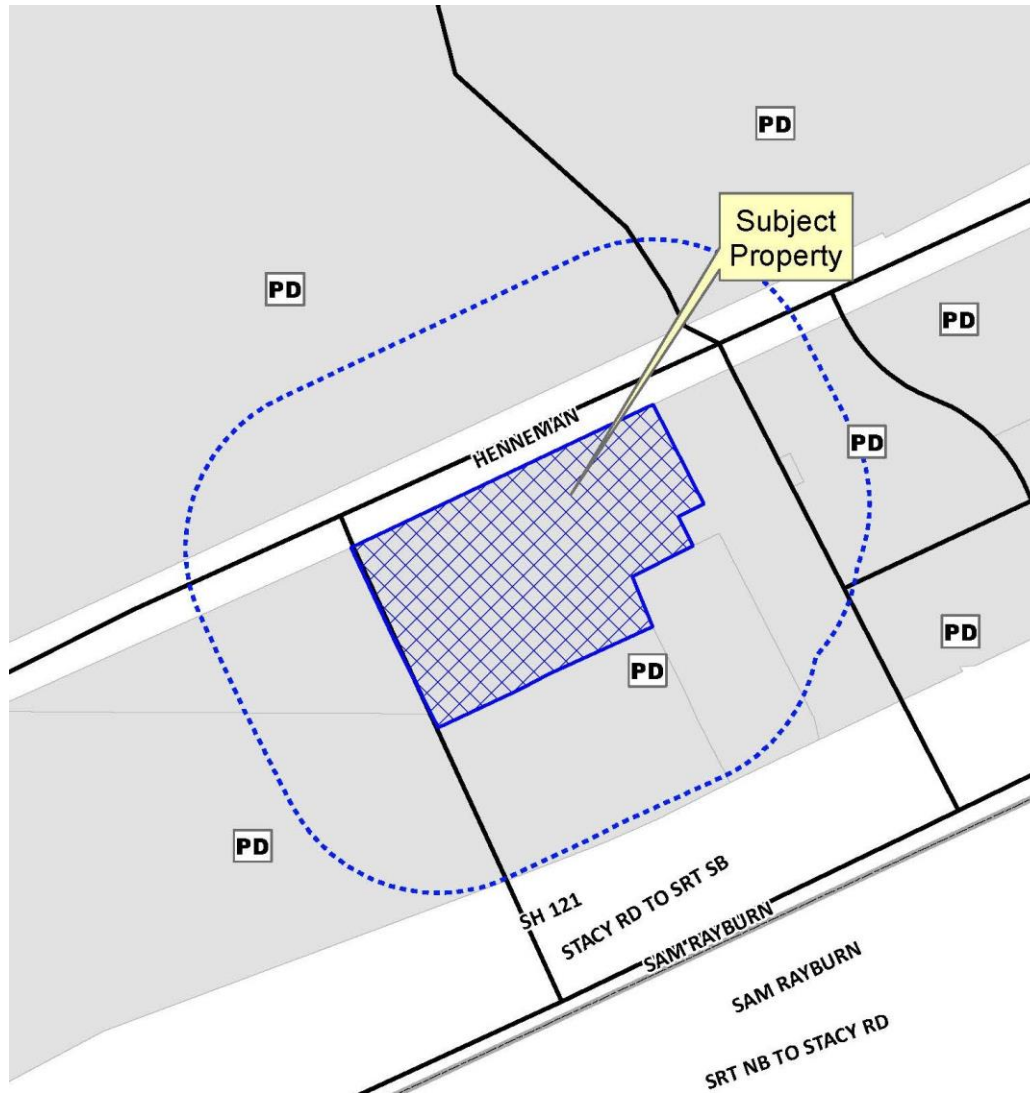 PD
Subject
Property
PD
PD
HENNEMAN
PD
PD
PD
PD
SH 121
STACY RD TO SRT SB
SAM RAYBURN
SAM RAYBURN
SRT NB TO STACY RD